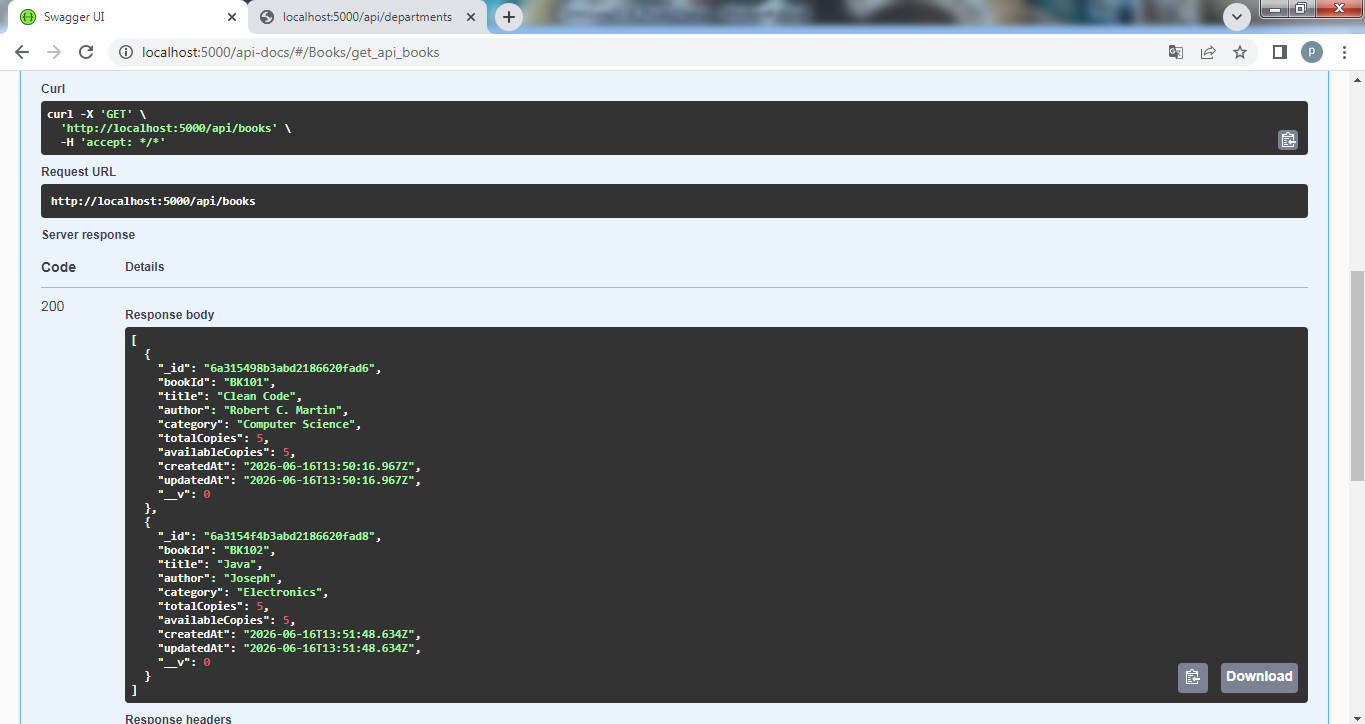 Swagger UI
localhost:5000/api/departments
localhost:5000/api-docs/#/Books/get_api_books
P
Curl
curl -X 'GET' \
  'http://localhost:5000/api/books' \
  -H 'accept: */*'
Request URL
http://localhost:5000/api/books
Server response
Code Details
200
Response body
[
  {
    "_id": "6a315498b3abd2186620fad6",
    "bookId": "BK101",
    "title": "Clean Code",
    "author": "Robert C. Martin",
    "category": "Computer Science",
    "totalCopies": 5,
    "availableCopies": 5,
    "createdAt": "2026-06-16T13:50:16.967Z",
    "updatedAt": "2026-06-16T13:50:16.967Z",
    "__v": 0
  },
  {
    "_id": "6a3154f4b3abd2186620fad8",
    "bookId": "BK102",
    "title": "Java",
    "author": "Joseph",
    "category": "Electronics",
    "totalCopies": 5,
    "availableCopies": 5,
    "createdAt": "2026-06-16T13:51:48.634Z",
    "updatedAt": "2026-06-16T13:51:48.634Z",
    "__v": 0
  }
]
Download
Response headers